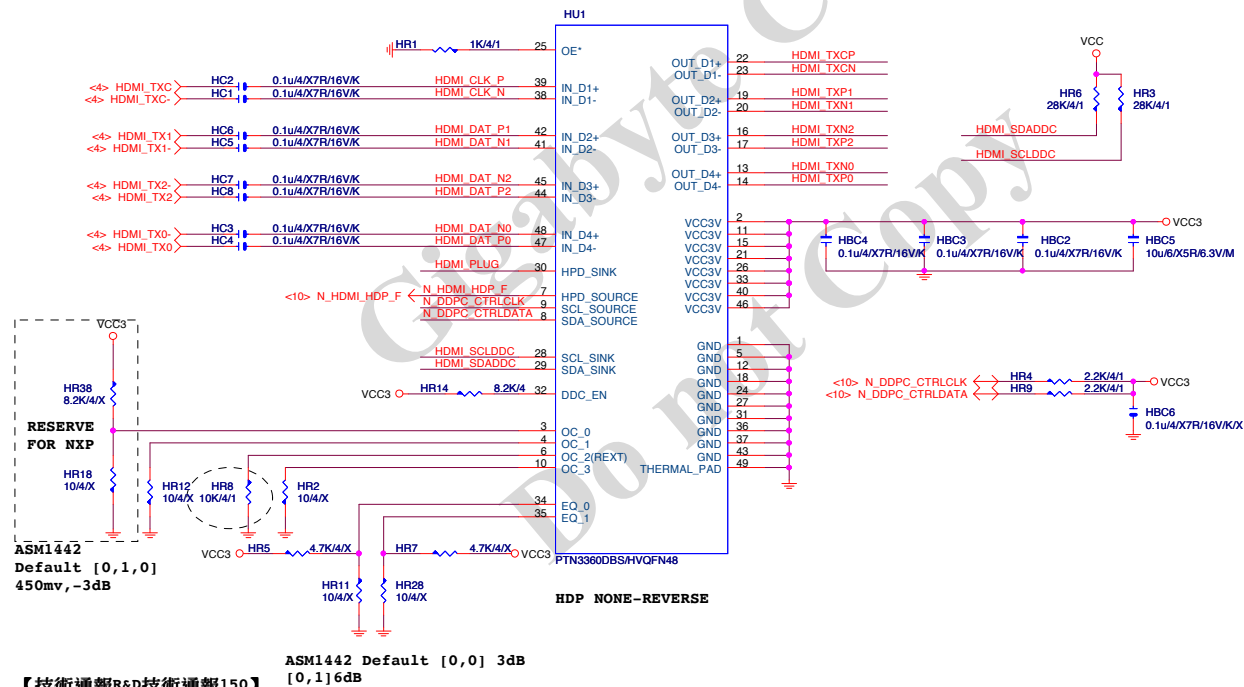 HU1
HR1 1K/4/1 25 OE*
<4> HDMI_TXC HC2 0.1u/4/X7R/16V/K HDMI_CLK_P 39 IN_D1+
<4> HDMI_TXC- HC1 0.1u/4/X7R/16V/K HDMI_CLK_N 38 IN_D1-
<4> HDMI_TX1 HC6 0.1u/4/X7R/16V/K HDMI_DAT_P1 42 IN_D2+
<4> HDMI_TX1- HC5 0.1u/4/X7R/16V/K HDMI_DAT_N1 41 IN_D2-
<4> HDMI_TX2- HC7 0.1u/4/X7R/16V/K HDMI_DAT_N2 45 IN_D3+
<4> HDMI_TX2 HC8 0.1u/4/X7R/16V/K HDMI_DAT_P2 44 IN_D3-
<4> HDMI_TX0- HC3 0.1u/4/X7R/16V/K HDMI_DAT_N0 48 IN_D4+
<4> HDMI_TX0 HC4 0.1u/4/X7R/16V/K HDMI_DAT_P0 47 IN_D4-
HDMI_PLUG 30 HPD_SINK
<10> N_HDMI_HDP_F N_HDMI_HDP_F 7 HPD_SOURCE
N_DDPC_CTRLCLK 9 SCL_SOURCE
N_DDPC_CTRLDATA 8 SDA_SOURCE
HDMI_SCLDDC 28 SCL_SINK
HDMI_SDADDC 29 SDA_SINK
VCC3 HR14 8.2K/4 32 DDC_EN
3 OC_0
4 OC_1
6 OC_2(REXT)
10 OC_3
34 EQ_0
35 EQ_1
OUT_D1+ 22 HDMI_TXCP
OUT_D1- 23 HDMI_TXCN
OUT_D2+ 19 HDMI_TXP1
OUT_D2- 20 HDMI_TXN1
OUT_D3+ 16 HDMI_TXN2
OUT_D3- 17 HDMI_TXP2
OUT_D4+ 13 HDMI_TXN0
OUT_D4- 14 HDMI_TXP0
VCC3V 2
VCC3V 11
VCC3V 15
VCC3V 21
VCC3V 26
VCC3V 33
VCC3V 40
VCC3V 46
GND 1
GND 5
GND 12
GND 18
GND 24
GND 27
GND 31
GND 36
GND 37
GND 43
THERMAL_PAD 49
PTN3360DBS/HVQFN48
HDP NONE-REVERSE
VCC
HR6 28K/4/1
HR3 28K/4/1
HDMI_SDADDC
HDMI_SCLDDC
VCC3
HBC4 0.1u/4/X7R/16V/K
HBC3 0.1u/4/X7R/16V/K
HBC2 0.1u/4/X7R/16V/K
HBC5 10u/6/X5R/6.3V/M
<10> N_DDPC_CTRLCLK HR4 2.2K/4/1 VCC3
<10> N_DDPC_CTRLDATA HR9 2.2K/4/1
HBC6 0.1u/4/X7R/16V/K/X
VCC3
HR38 8.2K/4/X
RESERVE
FOR NXP
HR18 10/4/X
HR12 10/4/X
HR8 10K/4/1
HR2 10/4/X
ASM1442
Default [0,1,0]
450mv,-3dB
VCC3 HR5 4.7K/4/X
HR7 4.7K/4/X VCC3
HR11 10/4/X
HR28 10/4/X
ASM1442 Default [0,0] 3dB
[0,1]6dB
【技術通報R&D技術通報150】
Gigabyte C
Do not Copy